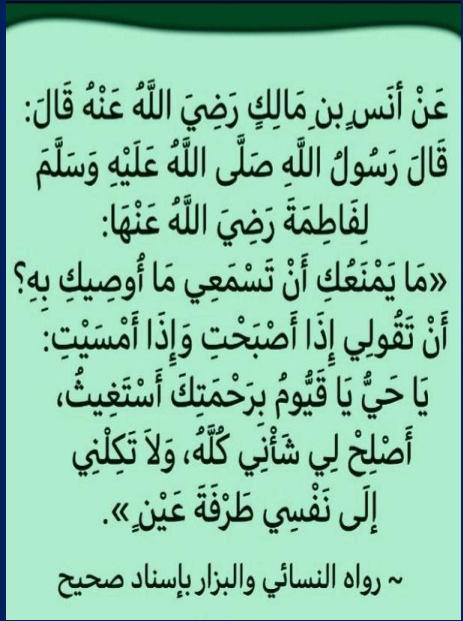 عَنْ أَنَسِ بنِ مَالِكٍ رَضِيَ اللَّهُ عَنْهُ قَالَ:
قَالَ رَسُولُ اللَّهِ صَلَّى اللَّهُ عَلَيْهِ وَسَلَّمَ
لِفَاطِمَةَ رَضِيَ اللَّهُ عَنْهَا:
«مَا يَمْنَعُكِ أَنْ تَسْمَعِي مَا أُوصِيكِ بِهِ؟
أَنْ تَقُولِي إِذَا أَصْبَحْتِ وَإِذَا أَمْسَيْتِ:
يَا حَيُّ يَا قَيُّومُ بِرَحْمَتِكَ أَسْتَغِيثُ،
أَصْلِحْ لِي شَأْنِي كُلَّهُ، وَلاَ تَكِلْنِي
إِلَى نَفْسِي طَرْفَةَ عَيْنٍ».
~ رواه النسائي والبزار بإسناد صحيح